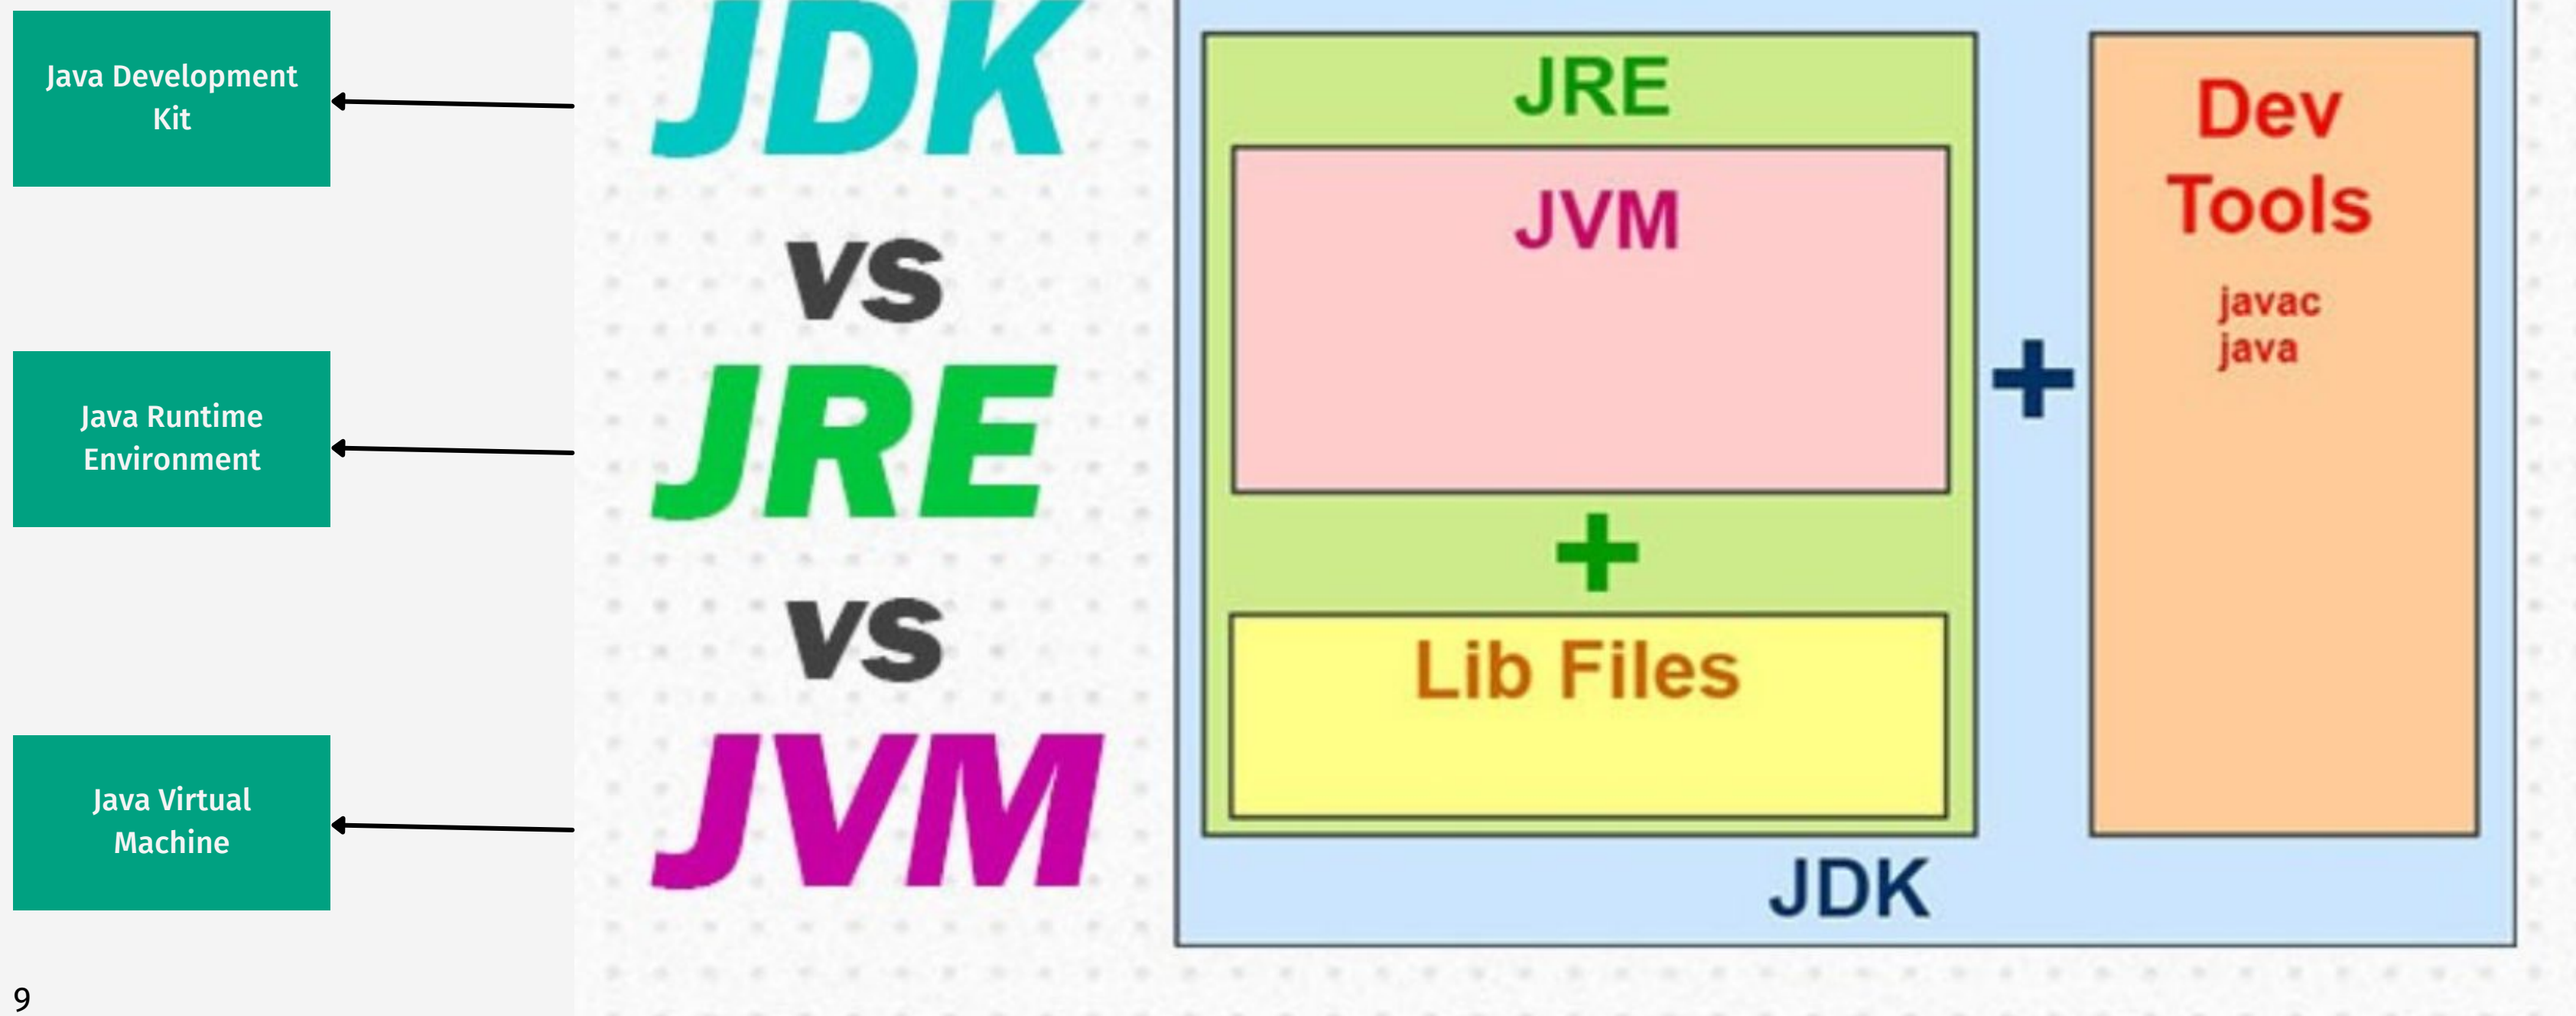 Java Development
Kit
Java Runtime
Environment
Java Virtual
Machine
9
JDK
vs
JRE
vs
JVM
JRE
JVM
+
Lib Files
+
Dev
Tools
javac
java
JDK